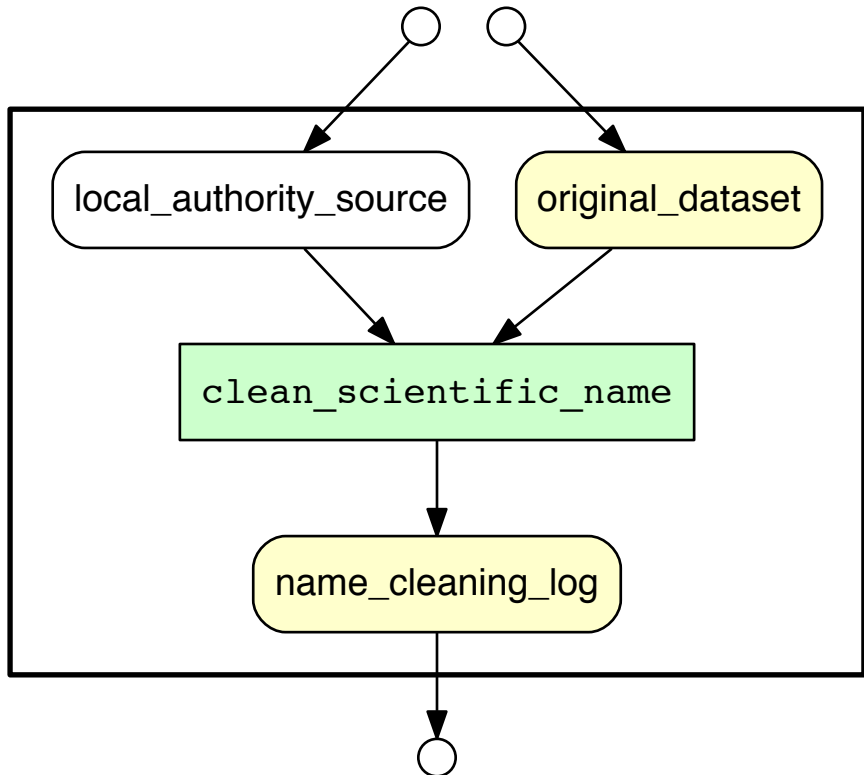 local_authority_source
original_dataset
clean_scientific_name
name_cleaning_log